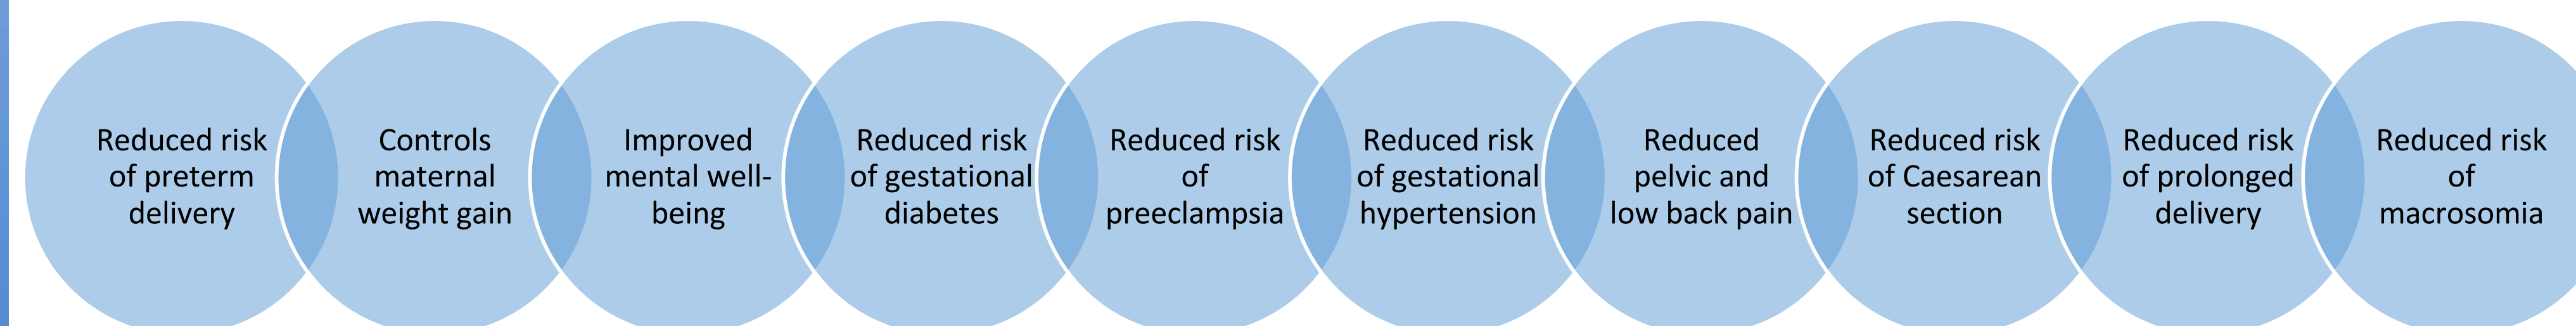 Reduced risk
of preterm
delivery
Controls
maternal
weight gain
Improved
mental well-
being
Reduced risk
of gestational
diabetes
Reduced risk
of
preeclampsia
Reduced risk
of gestational
hypertension
Reduced
pelvic and
low back pain
Reduced risk
of Caesarean
section
Reduced risk
of prolonged
delivery
Reduced risk
of
macrosomia